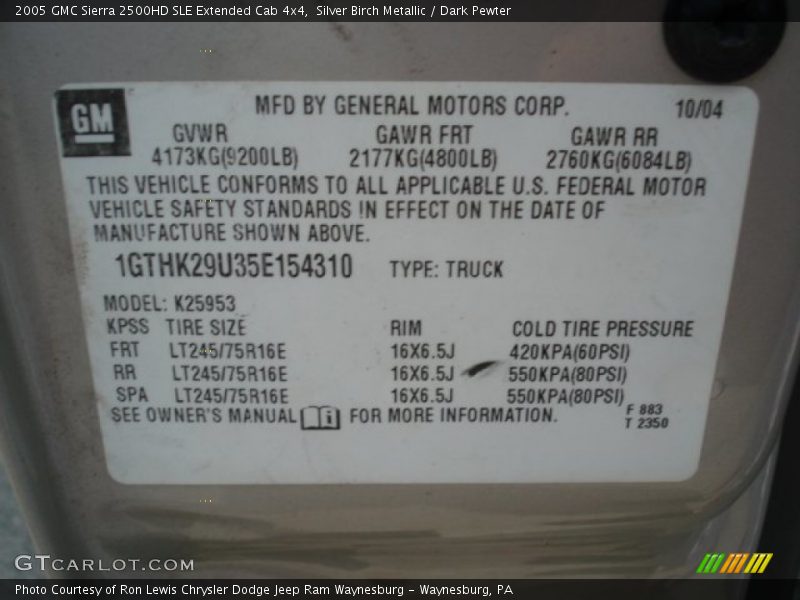 2005 GMC Sierra 2500HD SLE Extended Cab 4x4,  Silver Birch Metallic / Dark Pewter
GM
MFD BY GENERAL MOTORS CORP. 10/04
GVWR GAWR FRT GAWR RR
4173KG(9200LB) 2177KG(4800LB) 2760KG(6084LB)
THIS VEHICLE CONFORMS TO ALL APPLICABLE U.S. FEDERAL MOTOR
VEHICLE SAFETY STANDARDS IN EFFECT ON THE DATE OF
MANUFACTURE SHOWN ABOVE.
1GTHK29U35E154310 TYPE: TRUCK
MODEL: K25953
KPSS TIRE SIZE RIM COLD TIRE PRESSURE
FRT LT245/75R16E 16X6.5J 420KPA(60PSI)
RR LT245/75R16E 16X6.5J 550KPA(80PSI)
SPA LT245/75R16E 16X6.5J 550KPA(80PSI)
SEE OWNER'S MANUAL i FOR MORE INFORMATION.
F 883
T 2350
GTCARLOT.COM
Photo Courtesy of Ron Lewis Chrysler Dodge Jeep Ram Waynesburg - Waynesburg, PA